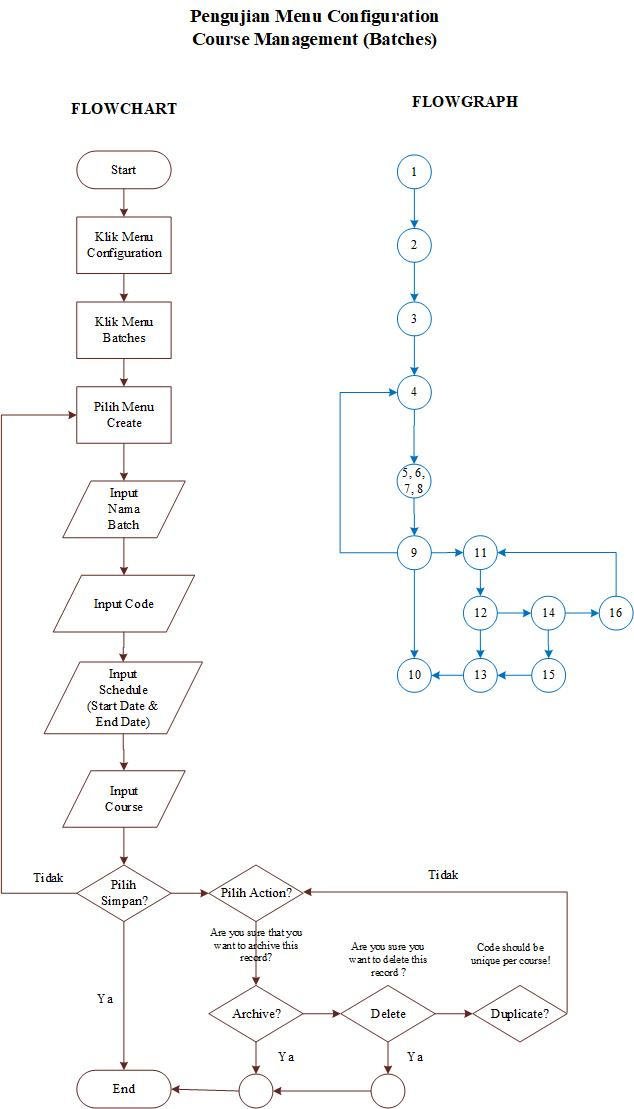 Pengujian Menu Configuration
Course Management (Batches)
FLOWCHART
FLOWGRAPH
Start
Klik Menu
Configuration
Klik Menu
Batches
Pilih Menu
Create
Input
Nama
Batch
Input Code
Input
Schedule
(Start Date &
End Date)
Input
Course
Tidak
Pilih
Simpan?
Pilih Action?
Tidak
Are you sure that you
want to archive this
record?
Are you sure you
want to delete this
record ?
Code should be
unique per course!
Ya
Archive?
Delete
Duplicate?
Ya
Ya
End
1
2
3
4
5, 6,
7, 8
9
11
12
14
16
10
13
15